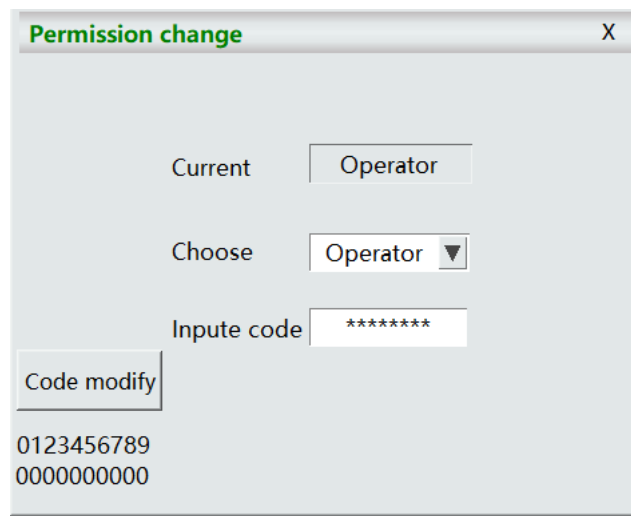 Permission change X
Current Operator
Choose Operator ▼
Inpute code ********
Code modify
0123456789
0000000000